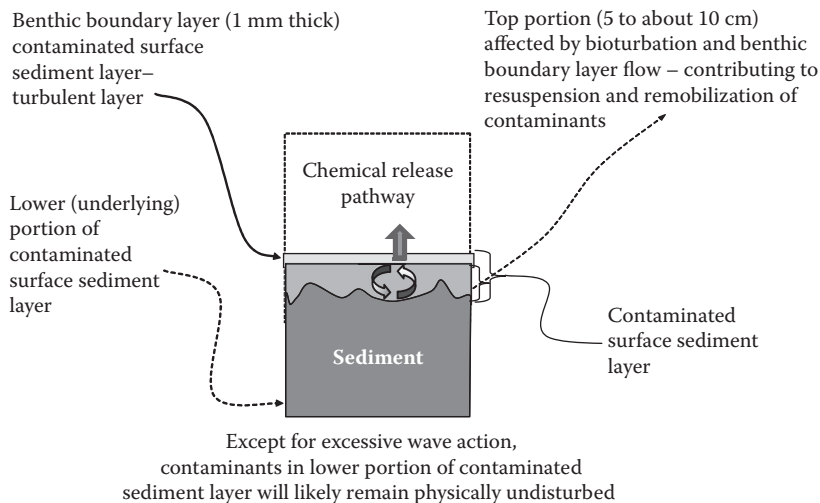 Benthic boundary layer (1 mm thick)
contaminated surface
sediment layer–
turbulent layer
Top portion (5 to about 10 cm)
affected by bioturbation and benthic
boundary layer flow – contributing to
resuspension and remobilization of
contaminants
Chemical release
pathway
Lower (underlying)
portion of
contaminated
surface sediment
layer
Contaminated
surface sediment
layer
Sediment
Except for excessive wave action,
contaminants in lower portion of contaminated
sediment layer will likely remain physically undisturbed